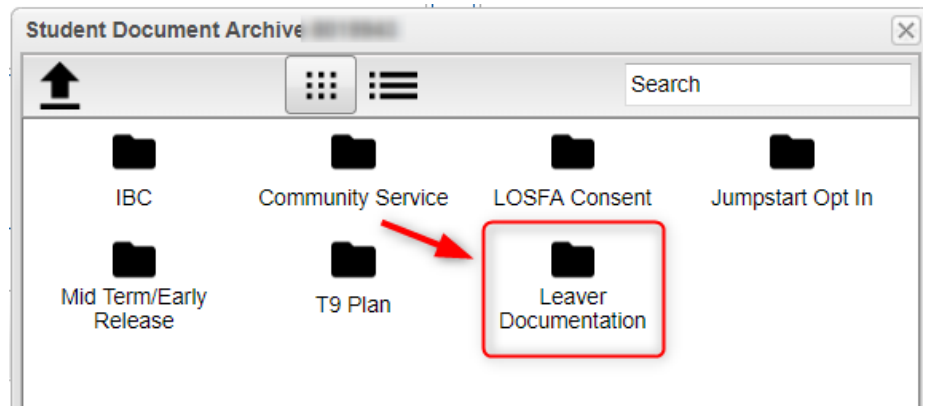 Student Document Archive
Search
IBC
Community Service
LOSFA Consent
Jumpstart Opt In
Mid Term/Early
Release
T9 Plan
Leaver
Documentation